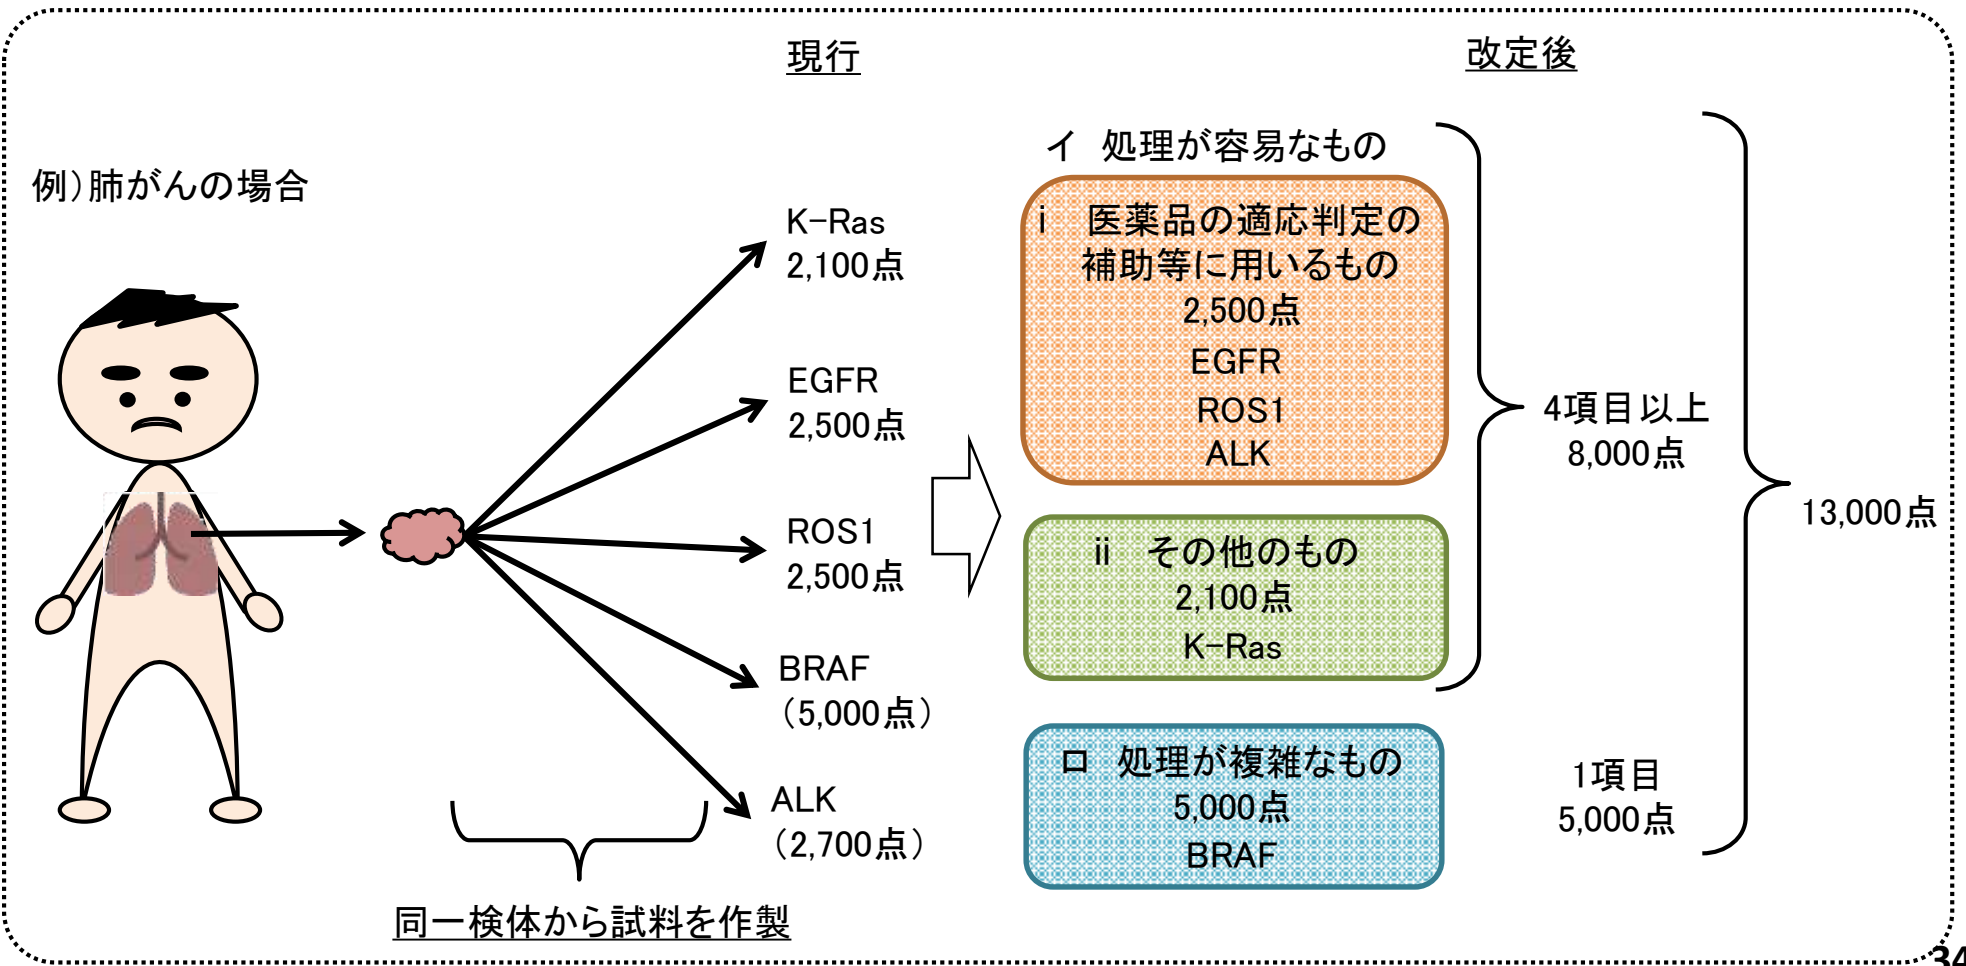 現行
改定後
例）肺がんの場合
K-Ras
2,100点
EGFR
2,500点
ROS1
2,500点
BRAF
（5,000点）
ALK
（2,700点）
同一検体から試料を作製
イ　処理が容易なもの
ⅰ　医薬品の適応判定の
補助等に用いるもの
2,500点
EGFR
ROS1
ALK
ⅱ　その他のもの
2,100点
K-Ras
ロ　処理が複雑なもの
5,000点
BRAF
4項目以上
8,000点
1項目
5,000点
13,000点
34